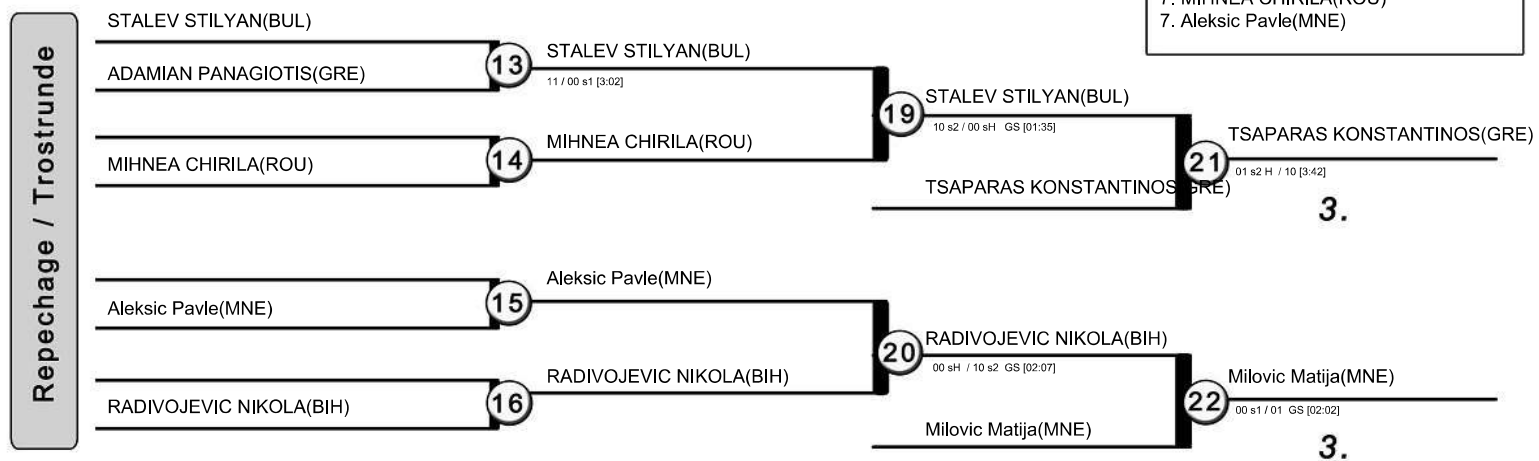 Repechage / Trostrunde
7. MIHNEA CHIRILA(ROU)
7. Aleksic Pavle(MNE)
STALEV STILYAN(BUL)
ADAMIAN PANAGIOTIS(GRE)
13
STALEV STILYAN(BUL)
11 / 00 s1 [3:02]
MIHNEA CHIRILA(ROU)
14
MIHNEA CHIRILA(ROU)
19
STALEV STILYAN(BUL)
10 s2 / 00 sH GS [01:35]
TSAPARAS KONSTANTINOS(GRE)
21
TSAPARAS KONSTANTINOS(GRE)
01 s2 H / 10 [3:42]
3.
Aleksic Pavle(MNE)
15
Aleksic Pavle(MNE)
RADIVOJEVIC NIKOLA(BIH)
16
RADIVOJEVIC NIKOLA(BIH)
20
RADIVOJEVIC NIKOLA(BIH)
00 sH / 10 s2 GS [02:07]
Milovic Matija(MNE)
22
Milovic Matija(MNE)
00 s1 / 01 GS [02:02]
3.